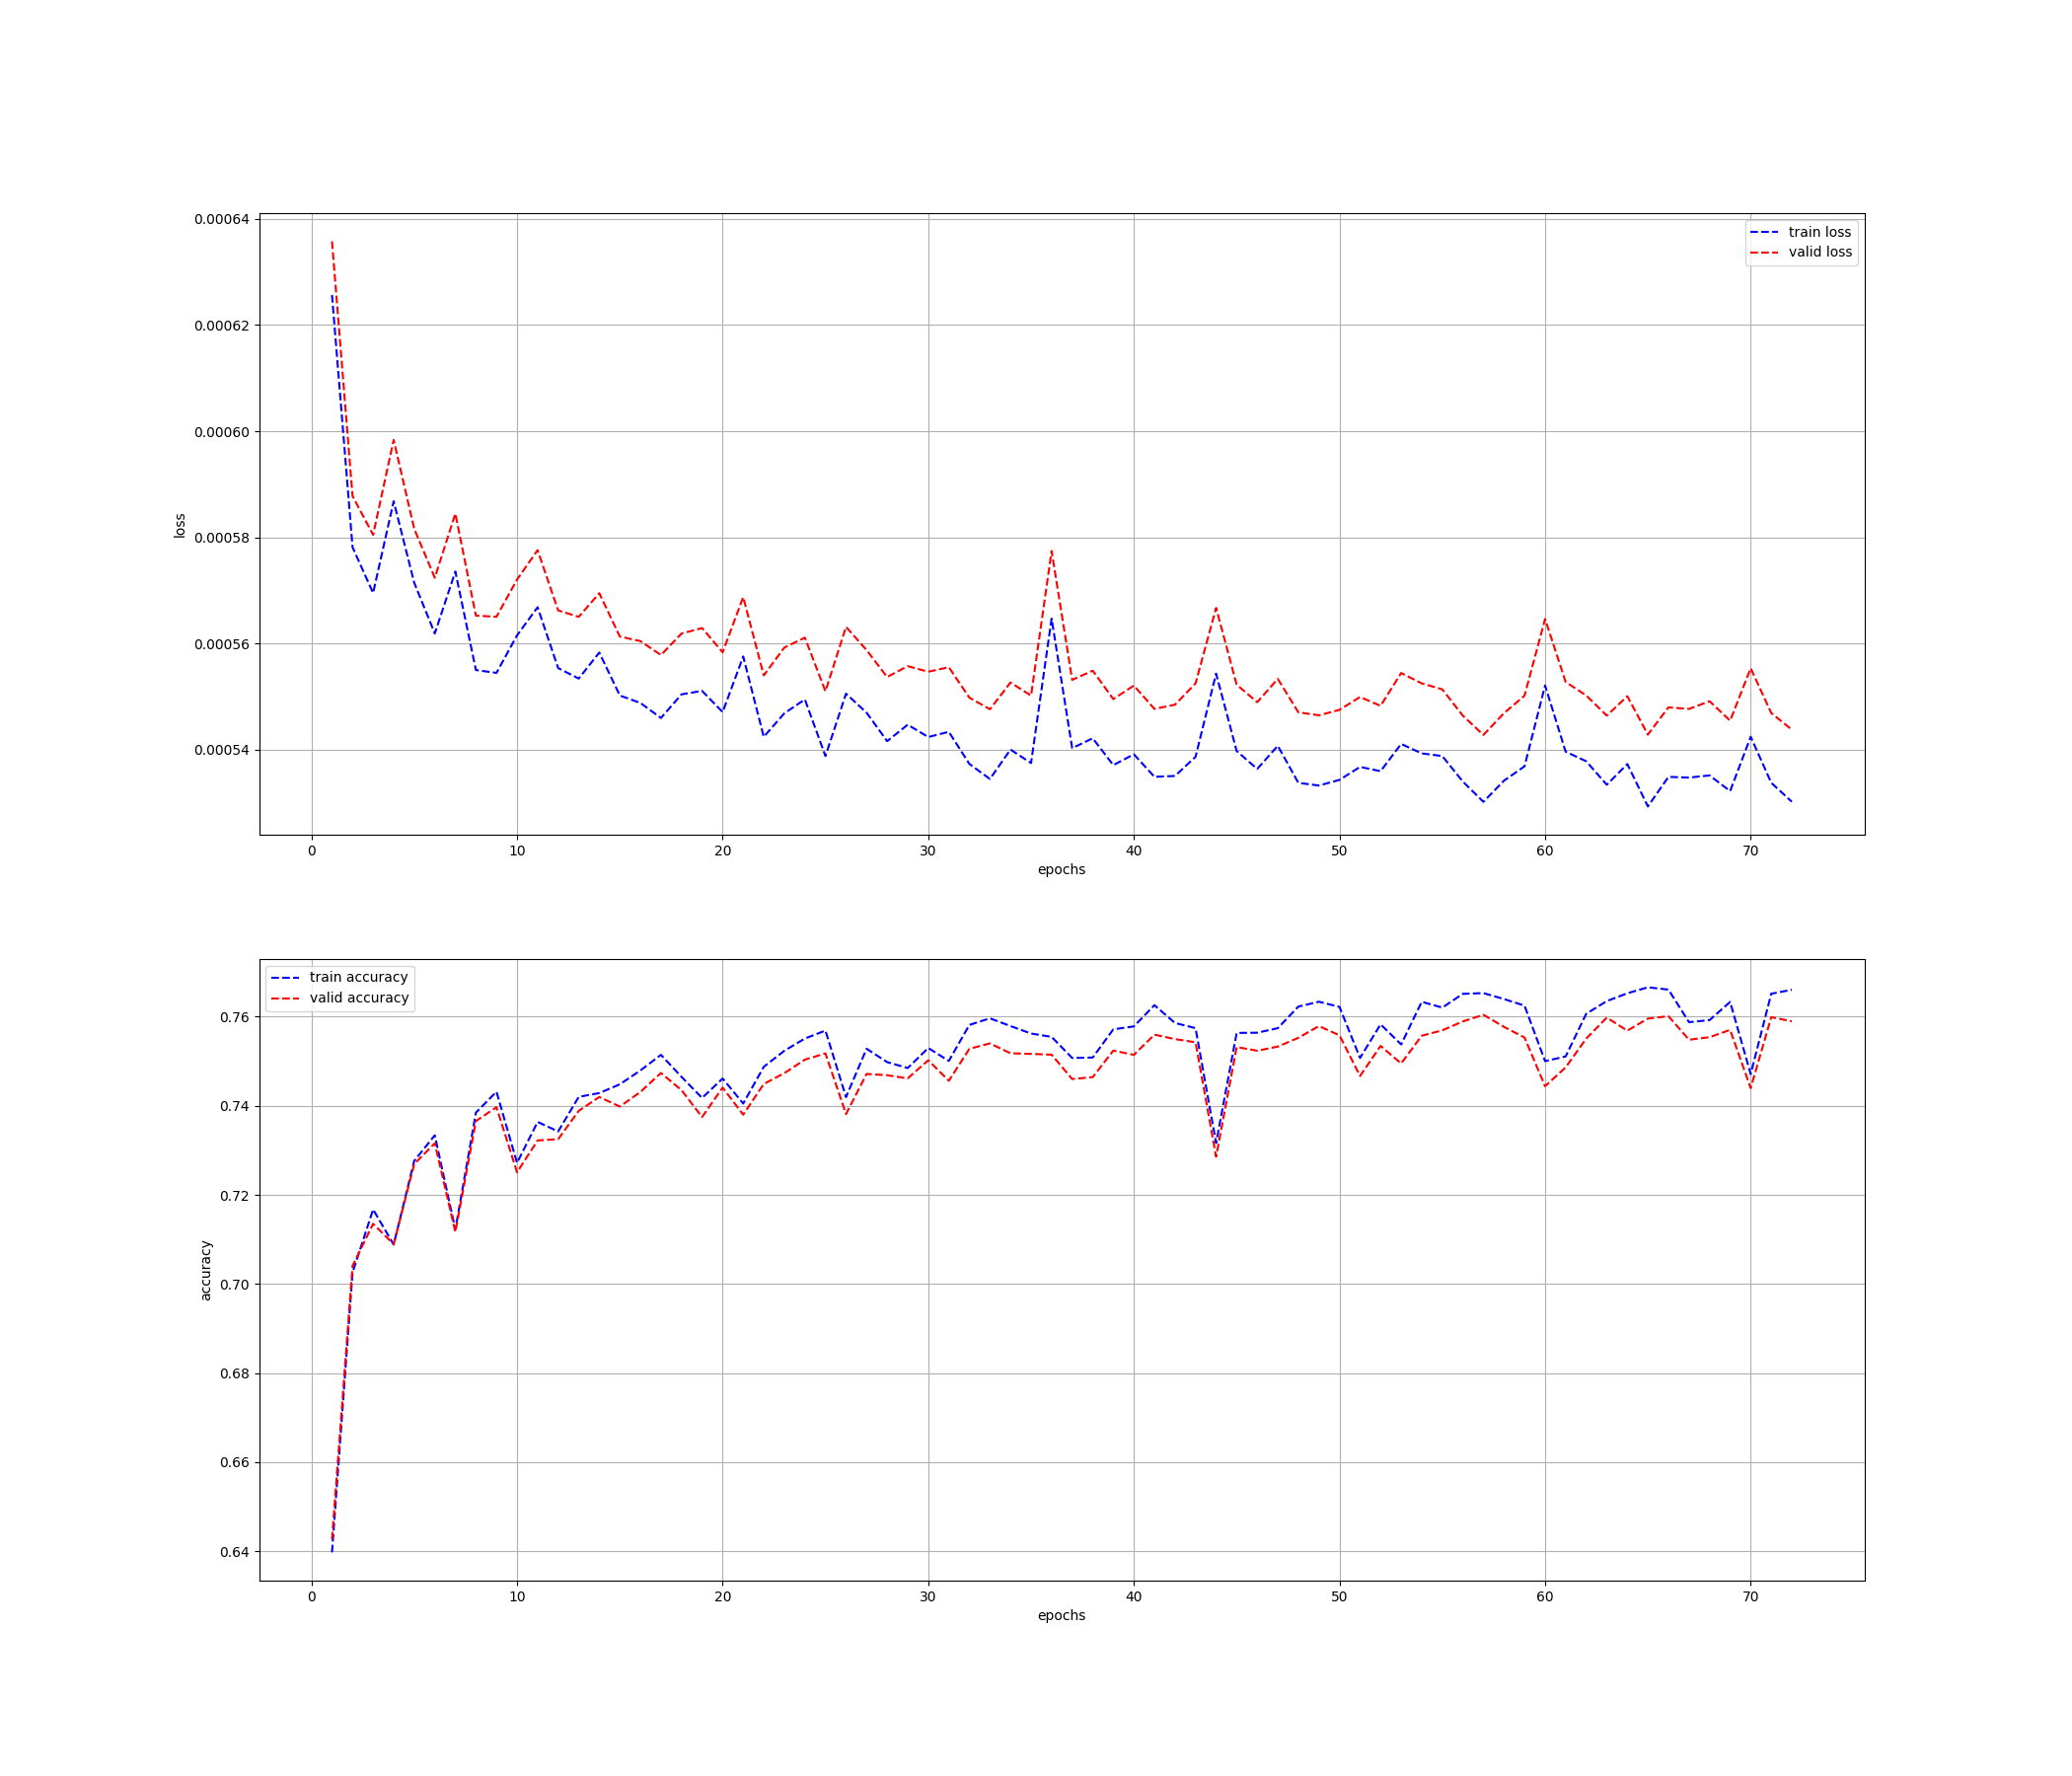 0.00064
0.00062
0.00060
0.00058
0.00056
0.00054
loss
train loss
valid loss
0 10 20 30 40 50 60 70
epochs
train accuracy
valid accuracy
0.76
0.74
0.72
0.70
0.68
0.66
0.64
accuracy
0 10 20 30 40 50 60 70
epochs